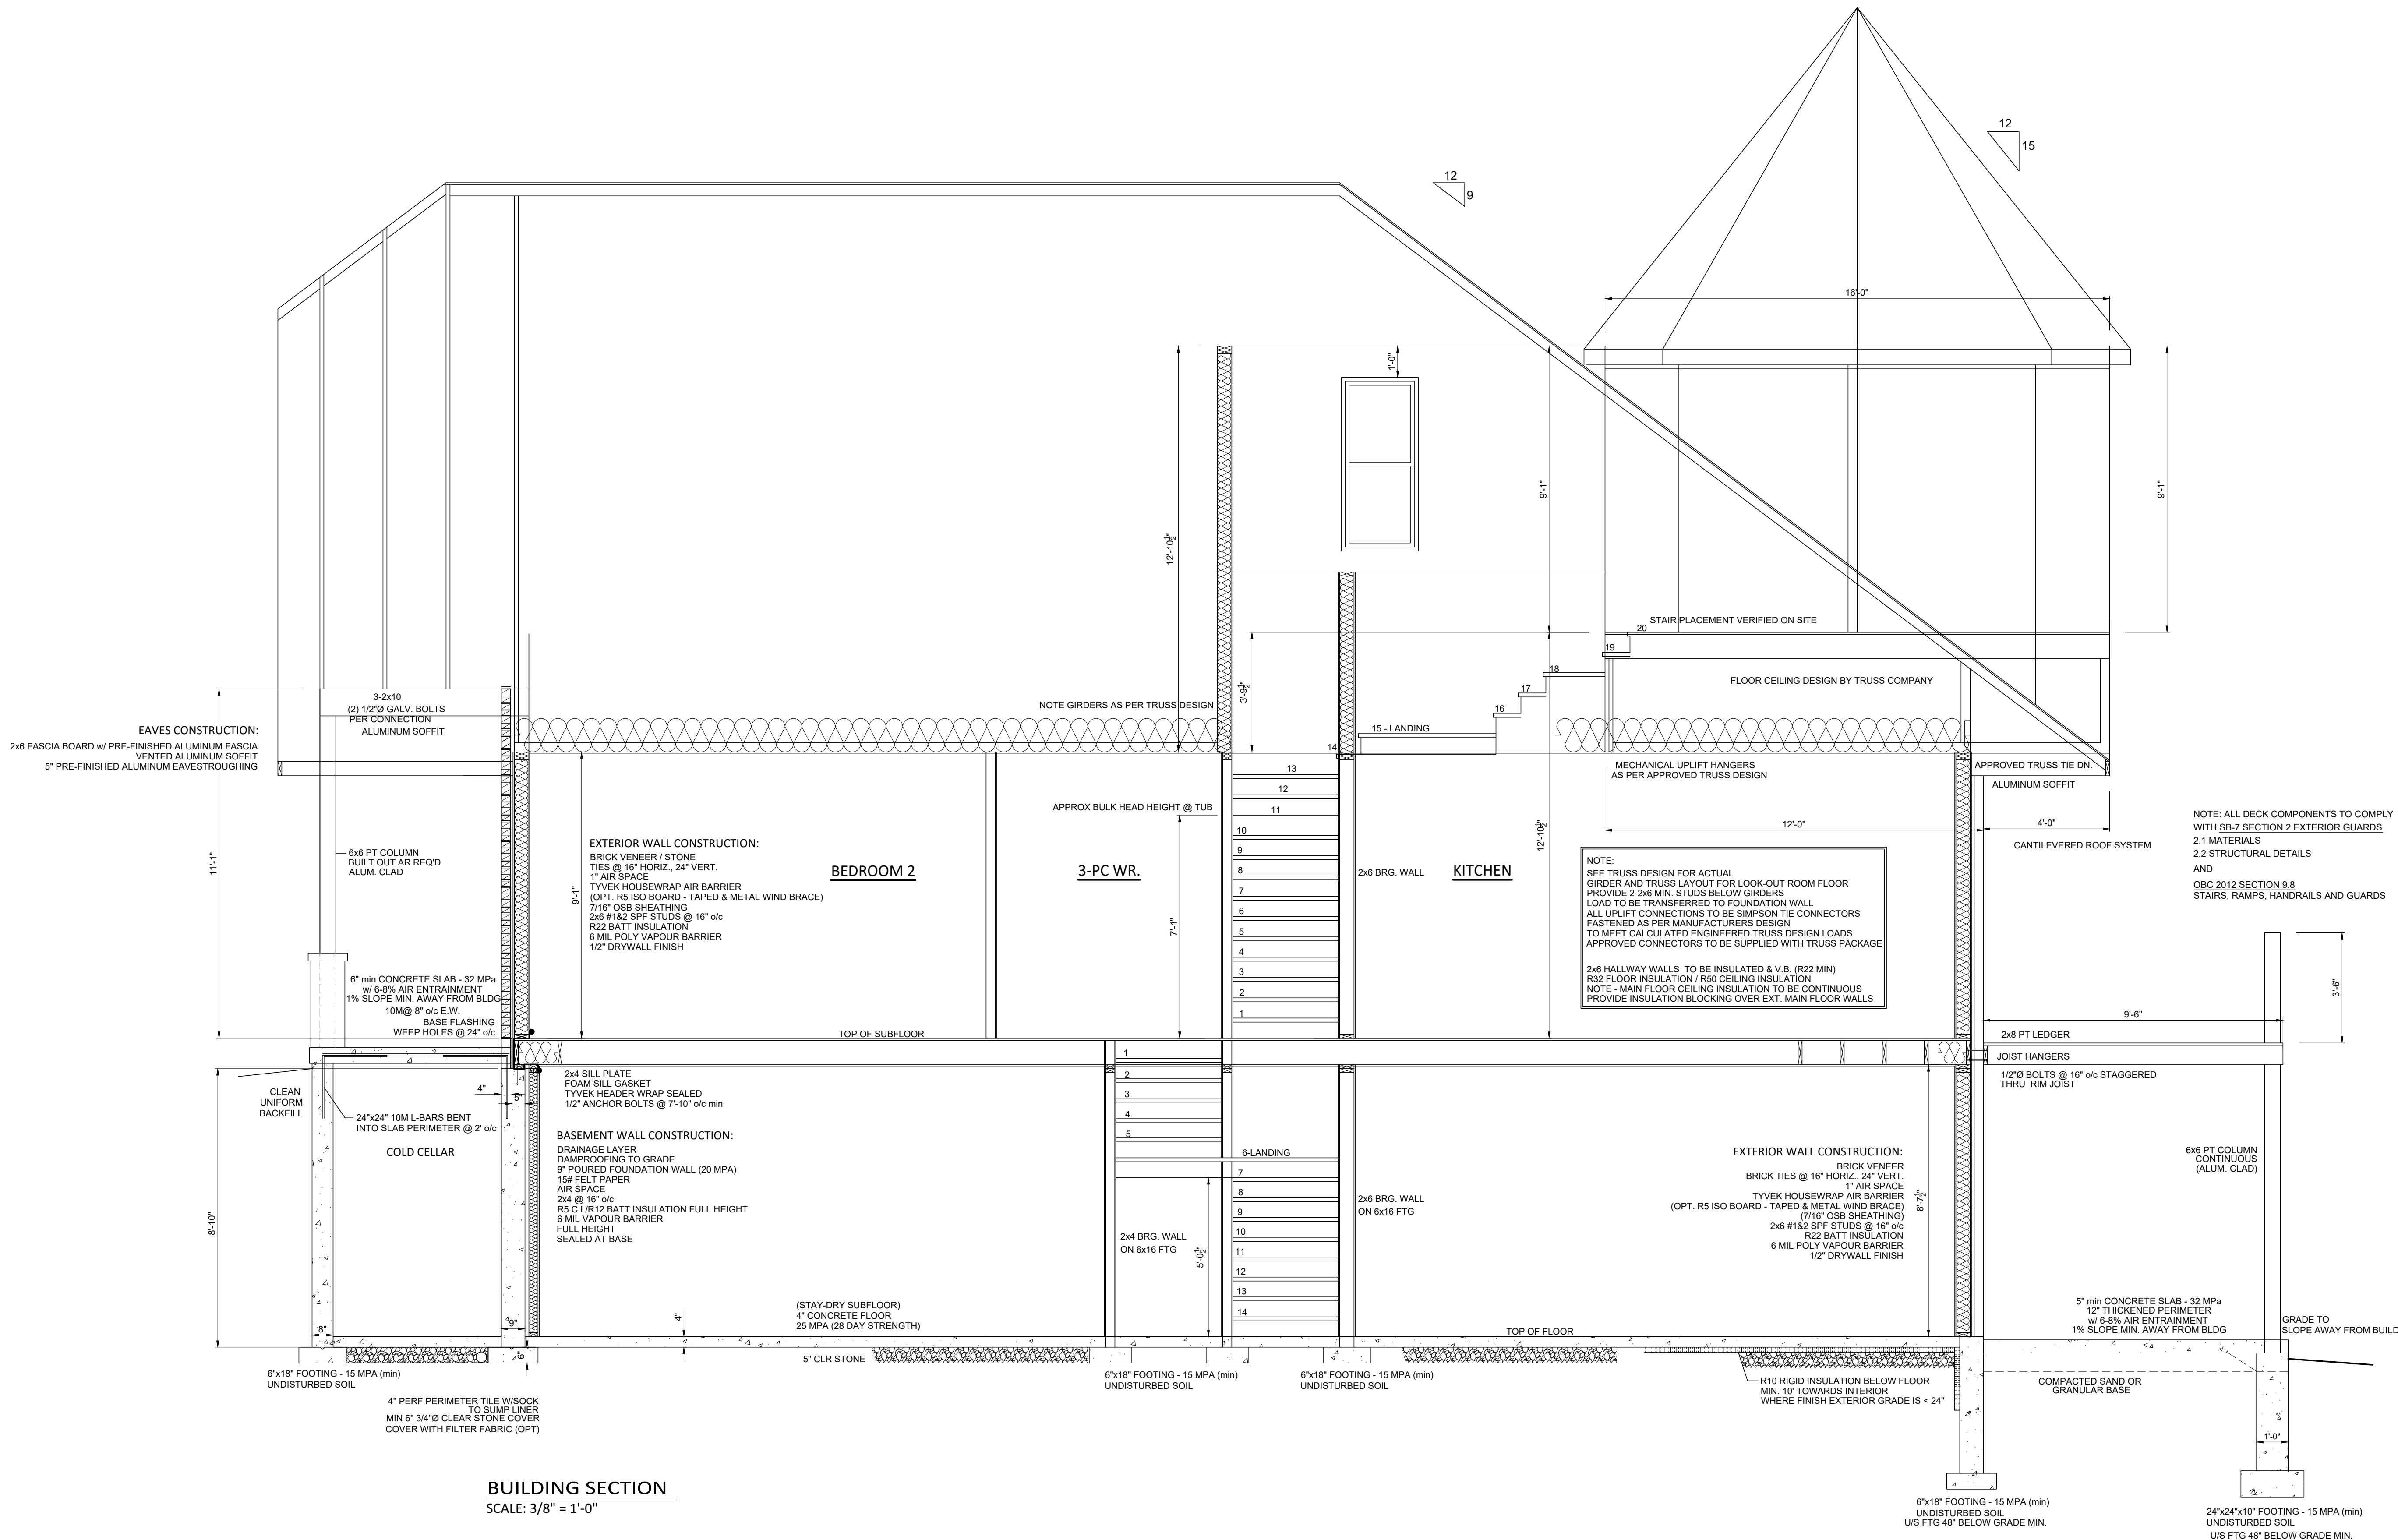 12
15
12
9
16'-0"
1'-0"
9'-1"
9'-1"
12'-10½"
3'-9½"
STAIR PLACEMENT VERIFIED ON SITE
20
19
18
17
16
15 - LANDING
14
FLOOR CEILING DESIGN BY TRUSS COMPANY
NOTE GIRDERS AS PER TRUSS DESIGN
3-2x10
(2) 1/2"Ø GALV. BOLTS
PER CONNECTION
ALUMINUM SOFFIT
EAVES CONSTRUCTION:
2x6 FASCIA BOARD w/ PRE-FINISHED ALUMINUM FASCIA
VENTED ALUMINUM SOFFIT
5" PRE-FINISHED ALUMINUM EAVESTROUGHING
MECHANICAL UPLIFT HANGERS
AS PER APPROVED TRUSS DESIGN
APPROVED TRUSS TIE DN.
ALUMINUM SOFFIT
12'-0"
4'-0"
CANTILEVERED ROOF SYSTEM
NOTE: ALL DECK COMPONENTS TO COMPLY
WITH SB-7 SECTION 2 EXTERIOR GUARDS
2.1 MATERIALS
2.2 STRUCTURAL DETAILS
AND
OBC 2012 SECTION 9.8
STAIRS, RAMPS, HANDRAILS AND GUARDS
11'-1"
6x6 PT COLUMN
BUILT OUT AR REQ'D
ALUM. CLAD
9'-1"
EXTERIOR WALL CONSTRUCTION:
BRICK VENEER / STONE
TIES @ 16" HORIZ., 24" VERT.
1" AIR SPACE
TYVEK HOUSEWRAP AIR BARRIER
(OPT. R5 ISO BOARD - TAPED & METAL WIND BRACE)
7/16" OSB SHEATHING
2x6 #1&2 SPF STUDS @ 16" o/c
R22 BATT INSULATION
6 MIL POLY VAPOUR BARRIER
1/2" DRYWALL FINISH
BEDROOM 2
3-PC WR.
APPROX BULK HEAD HEIGHT @ TUB
7'-1"
13
12
11
10
9
8
7
6
5
4
3
2
1
2x6 BRG. WALL
KITCHEN
12'-10½"
NOTE:
SEE TRUSS DESIGN FOR ACTUAL
GIRDER AND TRUSS LAYOUT FOR LOOK-OUT ROOM FLOOR
PROVIDE 2-2x6 MIN. STUDS BELOW GIRDERS
LOAD TO BE TRANSFERRED TO FOUNDATION WALL
ALL UPLIFT CONNECTIONS TO BE SIMPSON TIE CONNECTORS
FASTENED AS PER MANUFACTURERS DESIGN
TO MEET CALCULATED ENGINEERED TRUSS DESIGN LOADS
APPROVED CONNECTORS TO BE SUPPLIED WITH TRUSS PACKAGE
2x6 HALLWAY WALLS TO BE INSULATED & V.B. (R22 MIN)
R32 FLOOR INSULATION / R50 CEILING INSULATION
NOTE - MAIN FLOOR CEILING INSULATION TO BE CONTINUOUS
PROVIDE INSULATION BLOCKING OVER EXT. MAIN FLOOR WALLS
6" min CONCRETE SLAB - 32 MPa
w/ 6-8% AIR ENTRAINMENT
1% SLOPE MIN. AWAY FROM BLDG
10M@ 8" o/c E.W.
BASE FLASHING
WEEP HOLES @ 24" o/c
TOP OF SUBFLOOR
3'-6"
9'-6"
2x8 PT LEDGER
JOIST HANGERS
1/2"Ø BOLTS @ 16" o/c STAGGERED
THRU RIM JOIST
CLEAN
UNIFORM
BACKFILL
4"
5"
24"x24" 10M L-BARS BENT
INTO SLAB PERIMETER @ 2' o/c
COLD CELLAR
8'-10"
2x4 SILL PLATE
FOAM SILL GASKET
TYVEK HEADER WRAP SEALED
1/2" ANCHOR BOLTS @ 7'-10" o/c min
BASEMENT WALL CONSTRUCTION:
DRAINAGE LAYER
DAMPROOFING TO GRADE
9" POURED FOUNDATION WALL (20 MPA)
15# FELT PAPER
AIR SPACE
2x4 @ 16" o/c
R5 C.I./R12 BATT INSULATION FULL HEIGHT
6 MIL VAPOUR BARRIER
FULL HEIGHT
SEALED AT BASE
1
2
3
4
5
6-LANDING
7
8
9
10
11
12
13
14
2x4 BRG. WALL
ON 6x16 FTG
5'-0½"
2x6 BRG. WALL
ON 6x16 FTG
EXTERIOR WALL CONSTRUCTION:
BRICK VENEER
BRICK TIES @ 16" HORIZ., 24" VERT.
1" AIR SPACE
TYVEK HOUSEWRAP AIR BARRIER
(OPT. R5 ISO BOARD - TAPED & METAL WIND BRACE)
(7/16" OSB SHEATHING)
2x6 #1&2 SPF STUDS @ 16" o/c
R22 BATT INSULATION
6 MIL POLY VAPOUR BARRIER
1/2" DRYWALL FINISH
8'-7½"
6x6 PT COLUMN
CONTINUOUS
(ALUM. CLAD)
8"
9"
6"
4"
(STAY-DRY SUBFLOOR)
4" CONCRETE FLOOR
25 MPA (28 DAY STRENGTH)
5" CLR STONE
TOP OF FLOOR
5" min CONCRETE SLAB - 32 MPa
12" THICKENED PERIMETER
w/ 6-8% AIR ENTRAINMENT
1% SLOPE MIN. AWAY FROM BLDG
GRADE TO
SLOPE AWAY FROM BUILD
6"x18" FOOTING - 15 MPA (min)
UNDISTURBED SOIL
4" PERF PERIMETER TILE W/SOCK
TO SUMP LINER
MIN 6" 3/4"Ø CLEAR STONE COVER
COVER WITH FILTER FABRIC (OPT)
6"x18" FOOTING - 15 MPA (min)
UNDISTURBED SOIL
6"x18" FOOTING - 15 MPA (min)
UNDISTURBED SOIL
R10 RIGID INSULATION BELOW FLOOR
MIN. 10' TOWARDS INTERIOR
WHERE FINISH EXTERIOR GRADE IS < 24"
COMPACTED SAND OR
GRANULAR BASE
1'-0"
6"x18" FOOTING - 15 MPA (min)
UNDISTURBED SOIL
U/S FTG 48" BELOW GRADE MIN.
24"x24"x10" FOOTING - 15 MPA (min)
UNDISTURBED SOIL
U/S FTG 48" BELOW GRADE MIN.
BUILDING SECTION
SCALE: 3/8" = 1'-0"